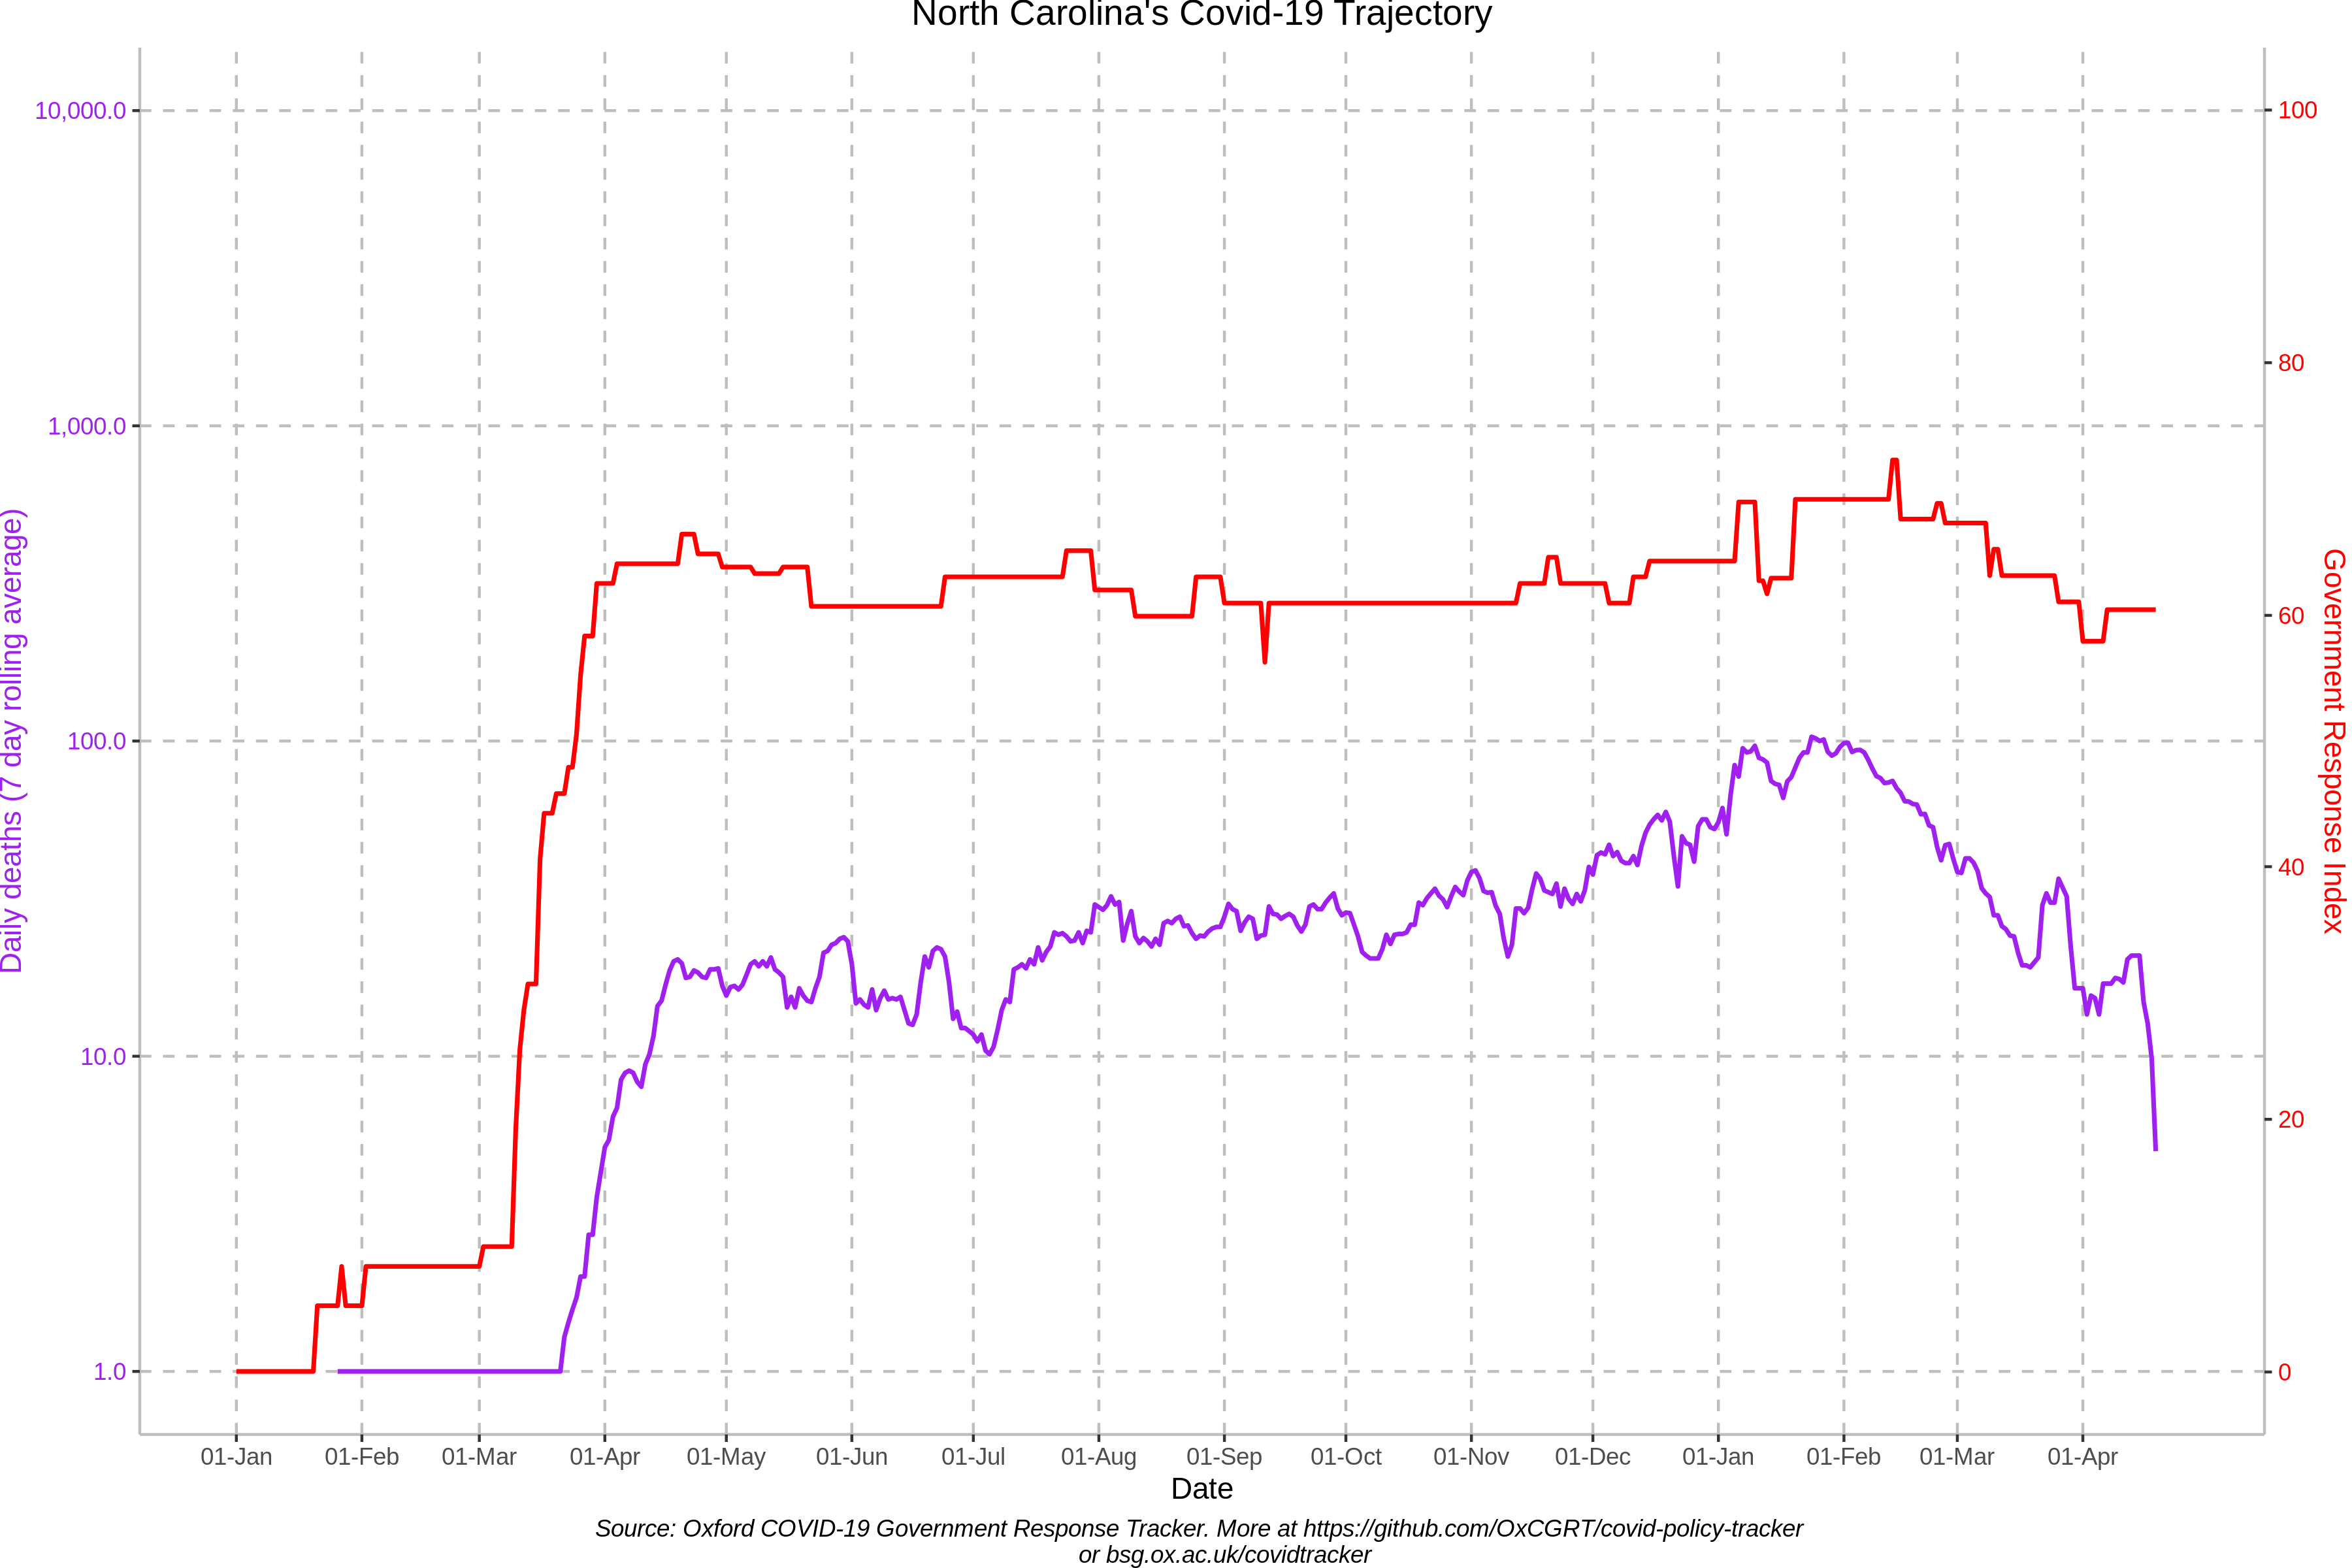 North Carolina's Covid-19 Trajectory
10,000.0
1,000.0
100.0
10.0
1.0
Daily deaths (7 day rolling average)
100
80
60
40
20
0
Government Response Index
01-Jan 01-Feb 01-Mar 01-Apr 01-May 01-Jun 01-Jul 01-Aug 01-Sep 01-Oct 01-Nov 01-Dec 01-Jan 01-Feb 01-Mar 01-Apr
Date
Source: Oxford COVID-19 Government Response Tracker. More at https://github.com/OxCGRT/covid-policy-tracker
or bsg.ox.ac.uk/covidtracker